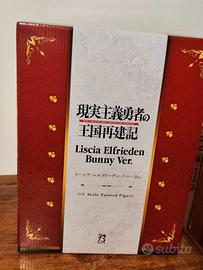 現実主義勇者の
王国再建記
Liscia Elfrieden
Bunny Ver.
リーシア・エルフリーデン バニーVer.
1/4 Scale Painted Figure
subito